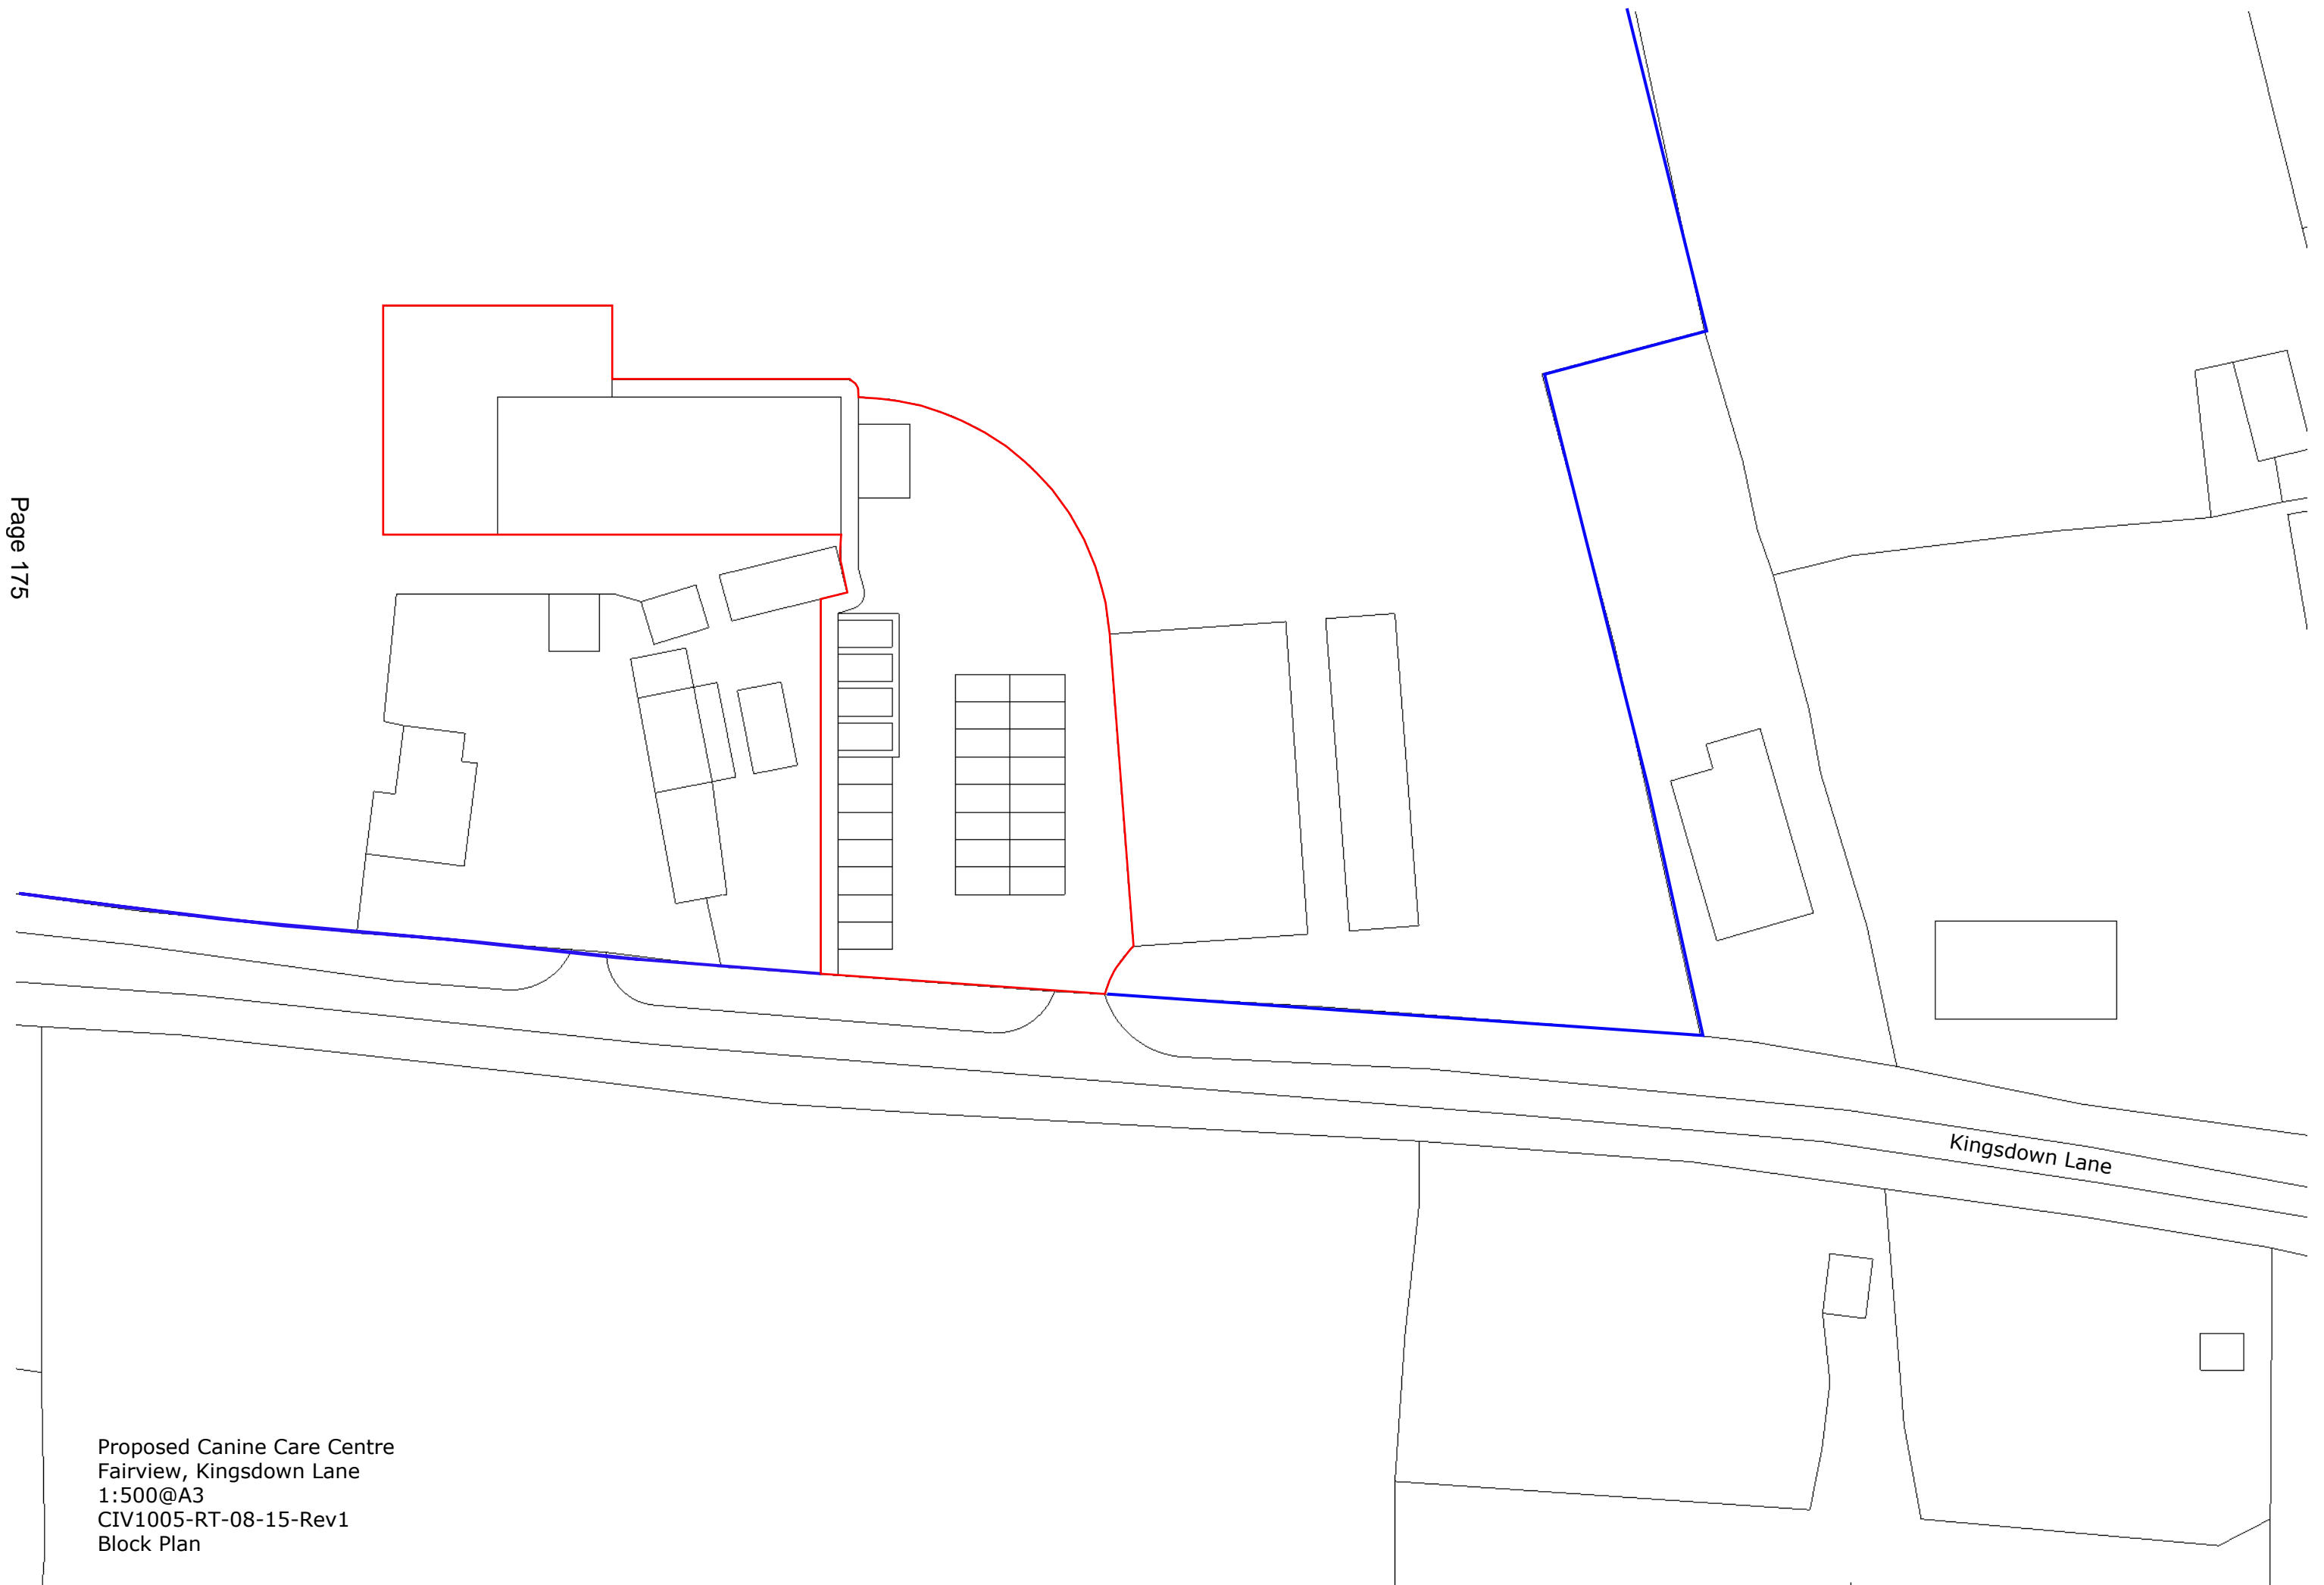 Page 175
Kingsdown Lane
Proposed Canine Care Centre
Fairview, Kingsdown Lane
1:500@A3
CIV1005-RT-08-15-Rev1
Block Plan